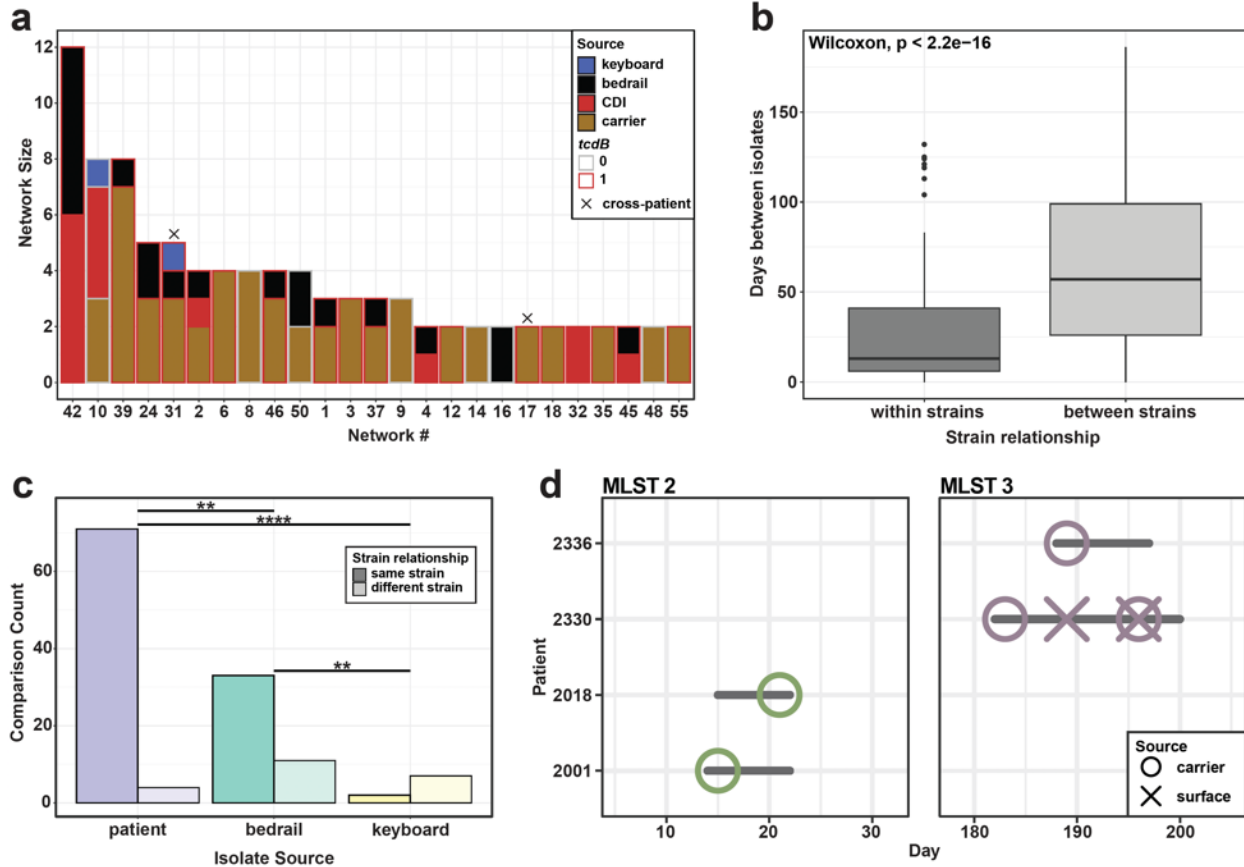 a
Network Size
12
10
8
6
4
2
0
42 10 39 24 31 2 6 8 46 50 1 3 37 9 4 12 14 16 17 18 32 35 45 48 55
Network #
Source
keyboard
bedrail
CDI
carrier
tcdB
0
1
× cross-patient
b
Wilcoxon, p < 2.2e−16
Days between isolates
150
100
50
0
within strains between strains
Strain relationship
c
Comparison Count
60
40
20
0
**
****
**
Strain relationship
same strain
different strain
patient bedrail keyboard
Isolate Source
d
MLST 2 MLST 3
Patient
2336
2330
2018
2001
10 20 30 180 190 200
Day
Source
carrier
surface